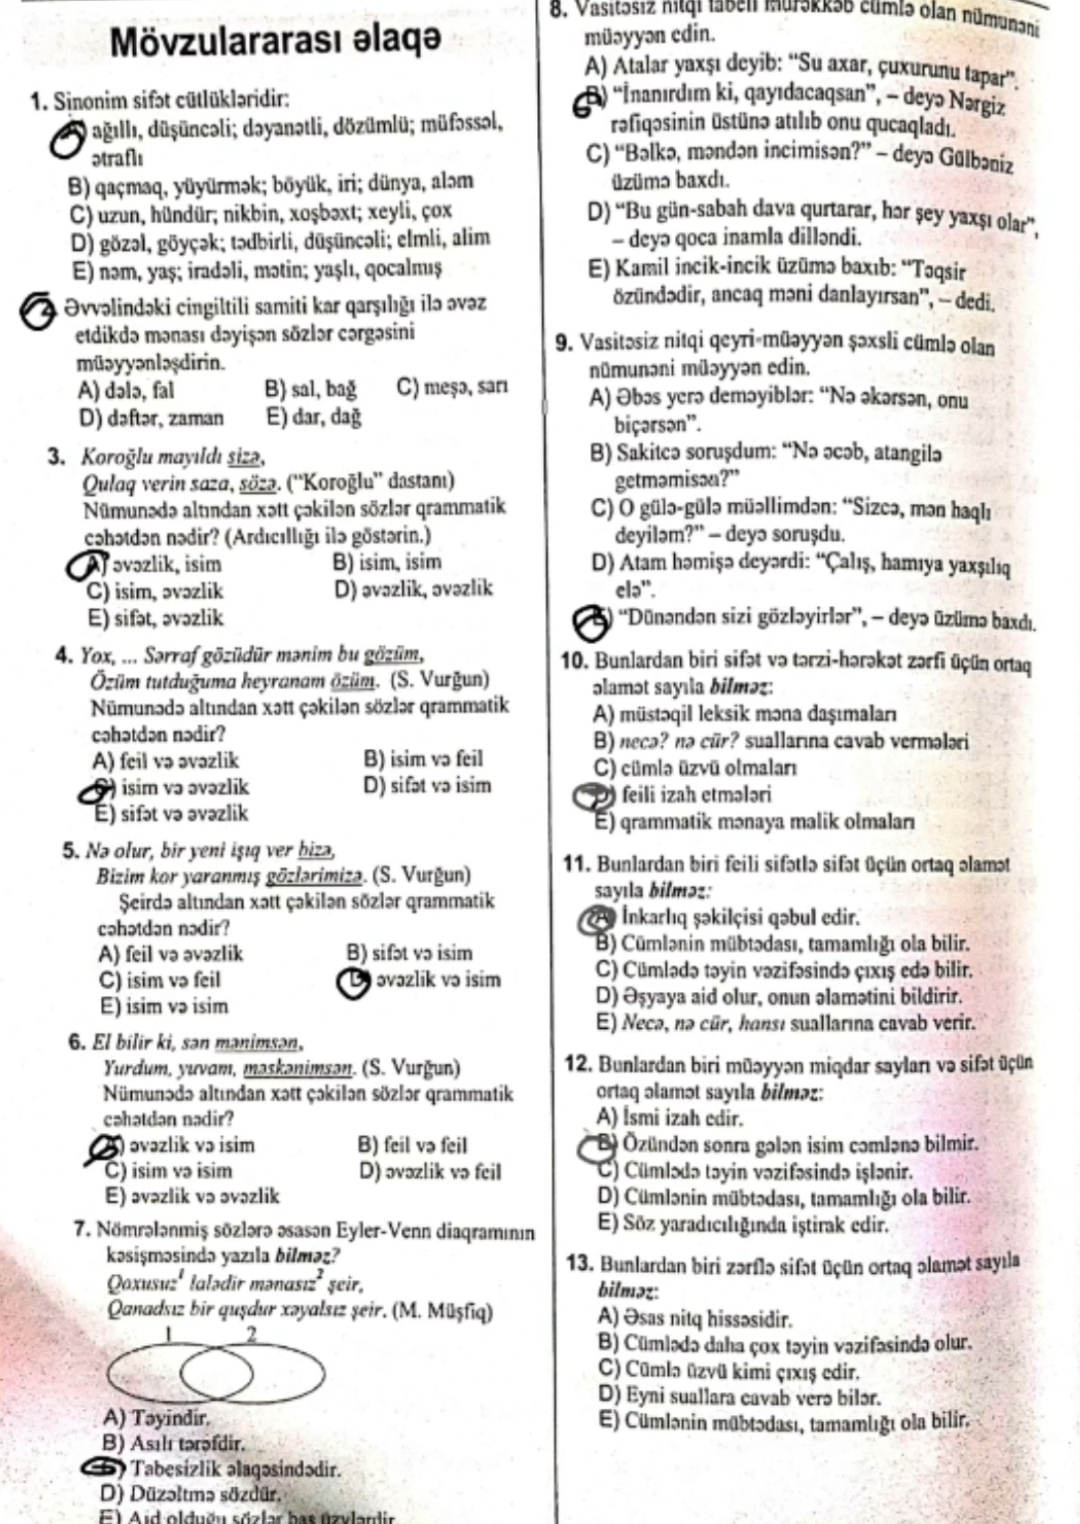 Mövzulararası əlaqə
1. Sinonim sifət cütlükləridir:
A) ağıllı, düşüncəli; dəyanətli, dözümlü; müfəssəl,
ətraflı
B) qaçmaq, yüyürmək; böyük, iri; dünya, aləm
C) uzun, hündür; nikbin, xoşbəxt; xeyli, çox
D) gözəl, göyçək; tədbirli, düşüncəli; elmli, alim
E) nəm, yaş; iradəli, mətin; yaşlı, qocalmış
2. Əvvəlindəki cingiltili samiti kar qarşılığı ilə əvəz
etdikdə mənası dəyişən sözlər cərgəsini
müəyyənləşdirin.
A) dələ, fal B) sal, bağ C) meşə, sarı
D) dəftər, zaman E) dar, dağ
3. Koroğlu mayıldı sizə,
Qulaq verin saza, sözə. (“Koroğlu” dastanı)
Nümunədə altından xətt çəkilən sözlər qrammatik
cəhətdən nədir? (Ardıcıllığı ilə göstərin.)
A) əvəzlik, isim B) isim, isim
C) isim, əvəzlik D) əvəzlik, əvəzlik
E) sifət, əvəzlik
4. Yox, ... Sərraf gözüdür mənim bu gözüm,
Özüm tutduğuma heyranam özüm. (S. Vurğun)
Nümunədə altından xətt çəkilən sözlər qrammatik
cəhətdən nədir?
A) feil və əvəzlik B) isim və feil
C) isim və əvəzlik D) sifət və isim
E) sifət və əvəzlik
5. Nə olur, bir yeni işıq ver bizə,
Bizim kor yaranmış gözlərimizə. (S. Vurğun)
Şeirdə altından xətt çəkilən sözlər qrammatik
cəhətdən nədir?
A) feil və əvəzlik B) sifət və isim
C) isim və feil D) əvəzlik və isim
E) isim və isim
6. El bilir ki, sən mənimsən,
Yurdum, yuvam, məskənimsən. (S. Vurğun)
Nümunədə altından xətt çəkilən sözlər qrammatik
cəhətdən nədir?
A) əvəzlik və isim B) feil və feil
C) isim və isim D) əvəzlik və feil
E) əvəzlik və əvəzlik
7. Nömrələnmiş sözlərə əsasən Eyler-Venn diaqramının
kəsişməsində yazıla bilməz?
Qoxusuz¹ lalədir mənasız² şeir,
Qanadsız bir quşdur xəyalsız şeir. (M. Müşfiq)
1 2
A) Təyindir.
B) Asılı tərəfdir.
C) Tabesizlik əlaqəsindədir.
D) Düzəltmə sözdür.
E) Aid olduğu sözlər baş üzvlərdir
8. Vasitəsiz nitqi tabeli mürəkkəb cümlə olan nümunəni
müəyyən edin.
A) Atalar yaxşı deyib: “Su axar, çuxurunu tapar”.
B) “İnanırdım ki, qayıdacaqsan”, – deyə Nərgiz
rəfiqəsinin üstünə atılıb onu qucaqladı.
C) “Bəlkə, məndən incimisən?” – deyə Gülbəniz
üzümə baxdı.
D) “Bu gün-sabah dava qurtarar, hər şey yaxşı olar”,
– deyə qoca inamla dilləndi.
E) Kamil incik-incik üzümə baxıb: “Təqsir
özündədir, ancaq məni danlayırsan”, – dedi.
9. Vasitəsiz nitqi qeyri-müəyyən şəxsli cümlə olan
nümunəni müəyyən edin.
A) Əbəs yerə deməyiblər: “Nə əkərsən, onu
biçərsən”.
B) Sakitcə soruşdum: “Nə əcəb, atangilə
getməmisən?”
C) O gülə-gülə müəllimdən: “Sizcə, mən haqlı
deyiləm?” – deyə soruşdu.
D) Atam həmişə deyərdi: “Çalış, hamıya yaxşılıq
elə”.
E) “Dünəndən sizi gözləyirlər”, – deyə üzümə baxdı.
10. Bunlardan biri sifət və tərzi-hərəkət zərfi üçün ortaq
əlamət sayıla bilməz:
A) müstəqil leksik məna daşımaları
B) necə? nə cür? suallarına cavab vermələri
C) cümlə üzvü olmaları
D) feili izah etmələri
E) qrammatik mənaya malik olmaları
11. Bunlardan biri feili sifətlə sifət üçün ortaq əlamət
sayıla bilməz:
A) İnkarlıq şəkilçisi qəbul edir.
B) Cümlənin mübtədası, tamamlığı ola bilir.
C) Cümlədə təyin vəzifəsində çıxış edə bilir.
D) Əşyaya aid olur, onun əlamətini bildirir.
E) Necə, nə cür, hansı suallarına cavab verir.
12. Bunlardan biri müəyyən miqdar sayları və sifət üçün
ortaq əlamət sayıla bilməz:
A) İsmi izah edir.
B) Özündən sonra gələn isim cəmlənə bilmir.
C) Cümlədə təyin vəzifəsində işlənir.
D) Cümlənin mübtədası, tamamlığı ola bilir.
E) Söz yaradıcılığında iştirak edir.
13. Bunlardan biri zərflə sifət üçün ortaq əlamət sayıla
bilməz:
A) Əsas nitq hissəsidir.
B) Cümlədə daha çox təyin vəzifəsində olur.
C) Cümlə üzvü kimi çıxış edir.
D) Eyni suallara cavab verə bilər.
E) Cümlənin mübtədası, tamamlığı ola bilir.